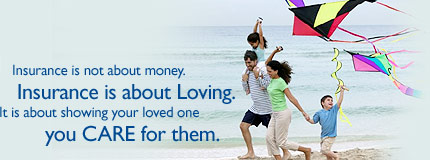 Insurance is not about money.
Insurance is about Loving.
It is about showing your loved one
you CARE for them.